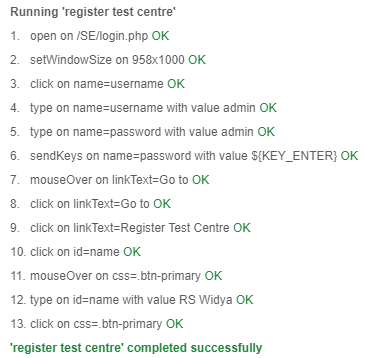 Running 'register test centre'
1. open on /SE/login.php OK
2. setWindowSize on 958x1000 OK
3. click on name=username OK
4. type on name=username with value admin OK
5. type on name=password with value admin OK
6. sendKeys on name=password with value ${KEY_ENTER} OK
7. mouseOver on linkText=Go to OK
8. click on linkText=Go to OK
9. click on linkText=Register Test Centre OK
10. click on id=name OK
11. mouseOver on css=.btn-primary OK
12. type on id=name with value RS Widya OK
13. click on css=.btn-primary OK
'register test centre' completed successfully